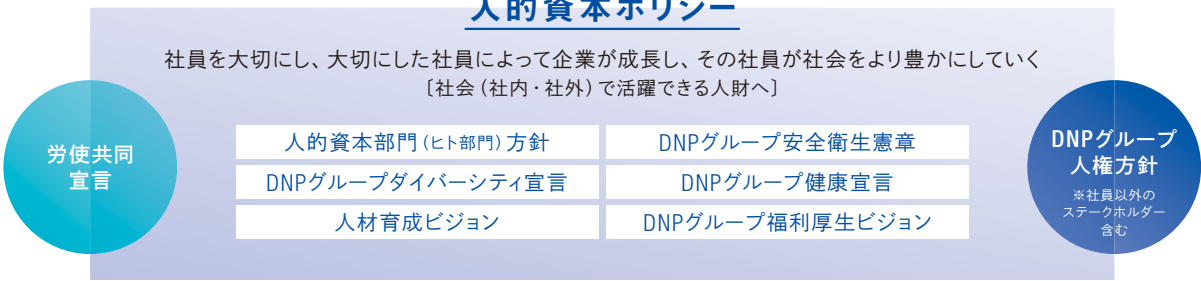 人的資本ポリシー
社員を大切にし、大切にした社員によって企業が成長し、その社員が社会をより豊かにしていく
〔社会(社内・社外)で活躍できる人財へ〕
労使共同
宣言
人的資本部門(ヒト部門)方針
DNPグループ安全衛生憲章
DNPグループダイバーシティ宣言
DNPグループ健康宣言
人材育成ビジョン
DNPグループ福利厚生ビジョン
DNPグループ
人権方針
※社員以外の
ステークホルダー
含む